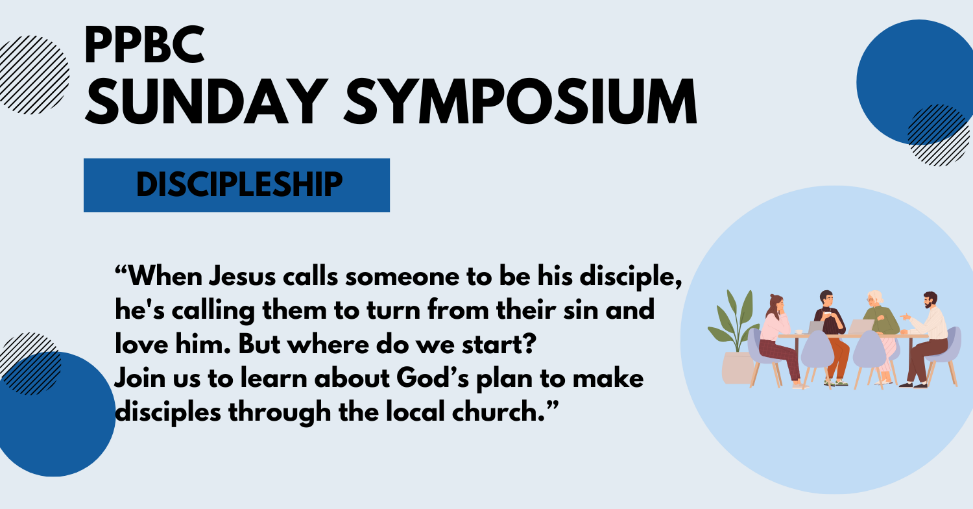 PPBC
SUNDAY SYMPOSIUM
DISCIPLESHIP
“When Jesus calls someone to be his disciple,
he's calling them to turn from their sin and
love him. But where do we start?
Join us to learn about God’s plan to make
disciples through the local church.”